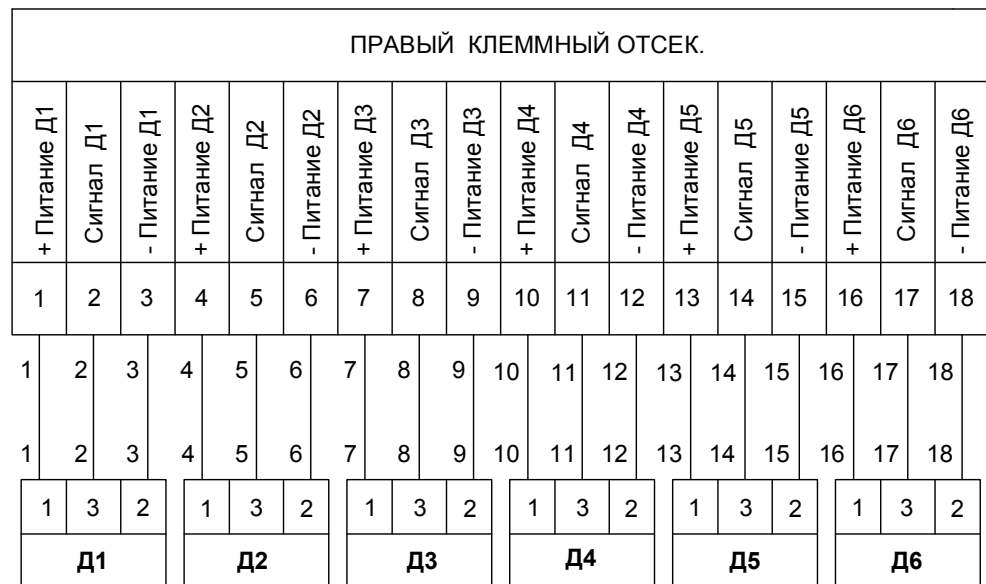 ПРАВЫЙ КЛЕММНЫЙ ОТСЕК.
+ Питание Д1
Сигнал Д1
- Питание Д1
+ Питание Д2
Сигнал Д2
- Питание Д2
+ Питание Д3
Сигнал Д3
- Питание Д3
+ Питание Д4
Сигнал Д4
- Питание Д4
+ Питание Д5
Сигнал Д5
- Питание Д5
+ Питание Д6
Сигнал Д6
- Питание Д6
1 2 3 4 5 6 7 8 9 10 11 12 13 14 15 16 17 18
1 2 3 4 5 6 7 8 9 10 11 12 13 14 15 16 17 18
1 2 3 4 5 6 7 8 9 10 11 12 13 14 15 16 17 18
1 3 2 1 3 2 1 3 2 1 3 2 1 3 2 1 3 2
Д1 Д2 Д3 Д4 Д5 Д6